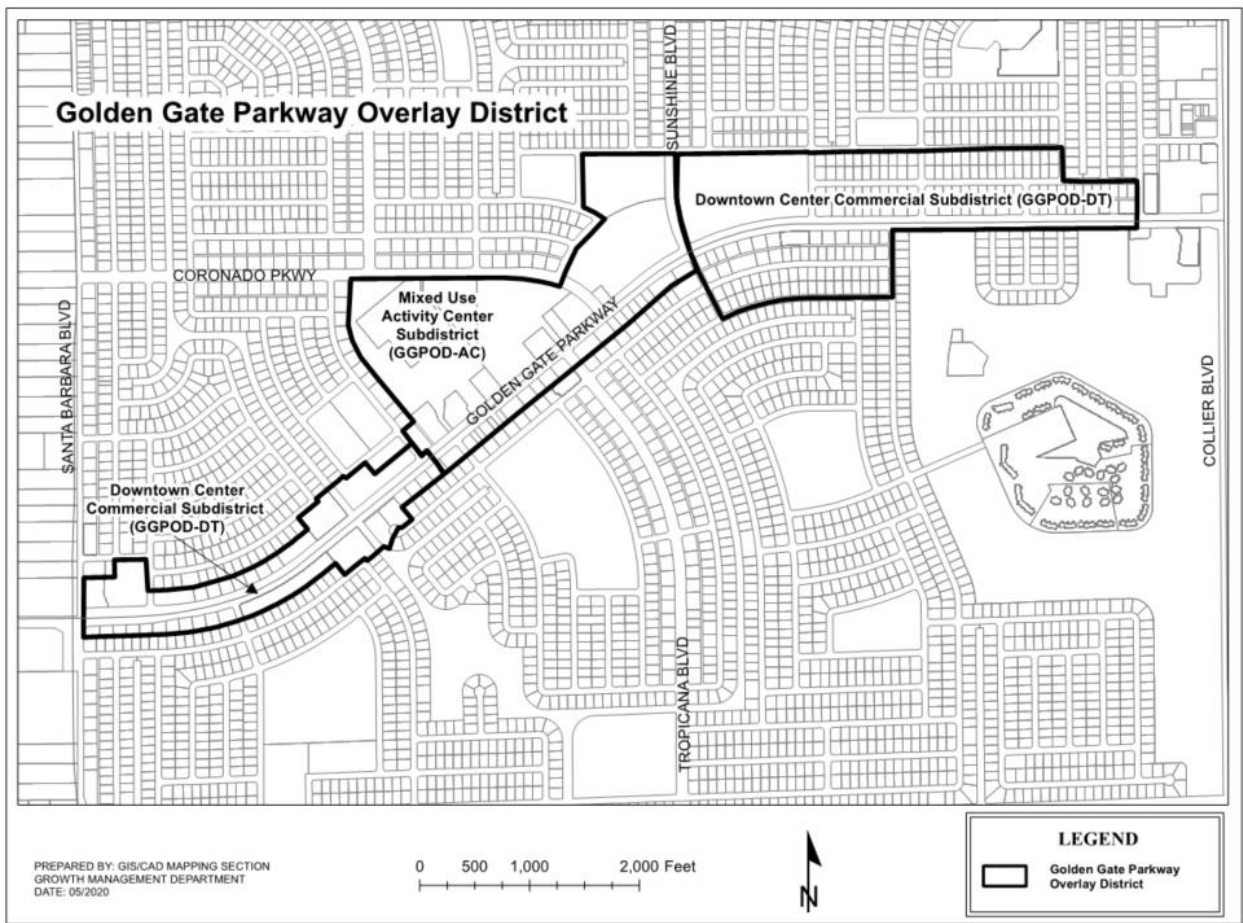 Golden Gate Parkway Overlay District
SUNSHINE BLVD
Downtown Center Commercial Subdistrict (GGPOD-DT)
CORONADO PKWY
Mixed Use
Activity Center
Subdistrict
(GGPOD-AC)
GOLDEN GATE PARKWAY
SANTA BARBARA BLVD
COLLIER BLVD
Downtown Center
Commercial Subdistrict
(GGPOD-DT)
TROPICANA BLVD
PREPARED BY: GIS/CAD MAPPING SECTION
GROWTH MANAGEMENT DEPARTMENT
DATE: 05/2020
0 500 1,000 2,000 Feet
N
LEGEND
Golden Gate Parkway
Overlay District